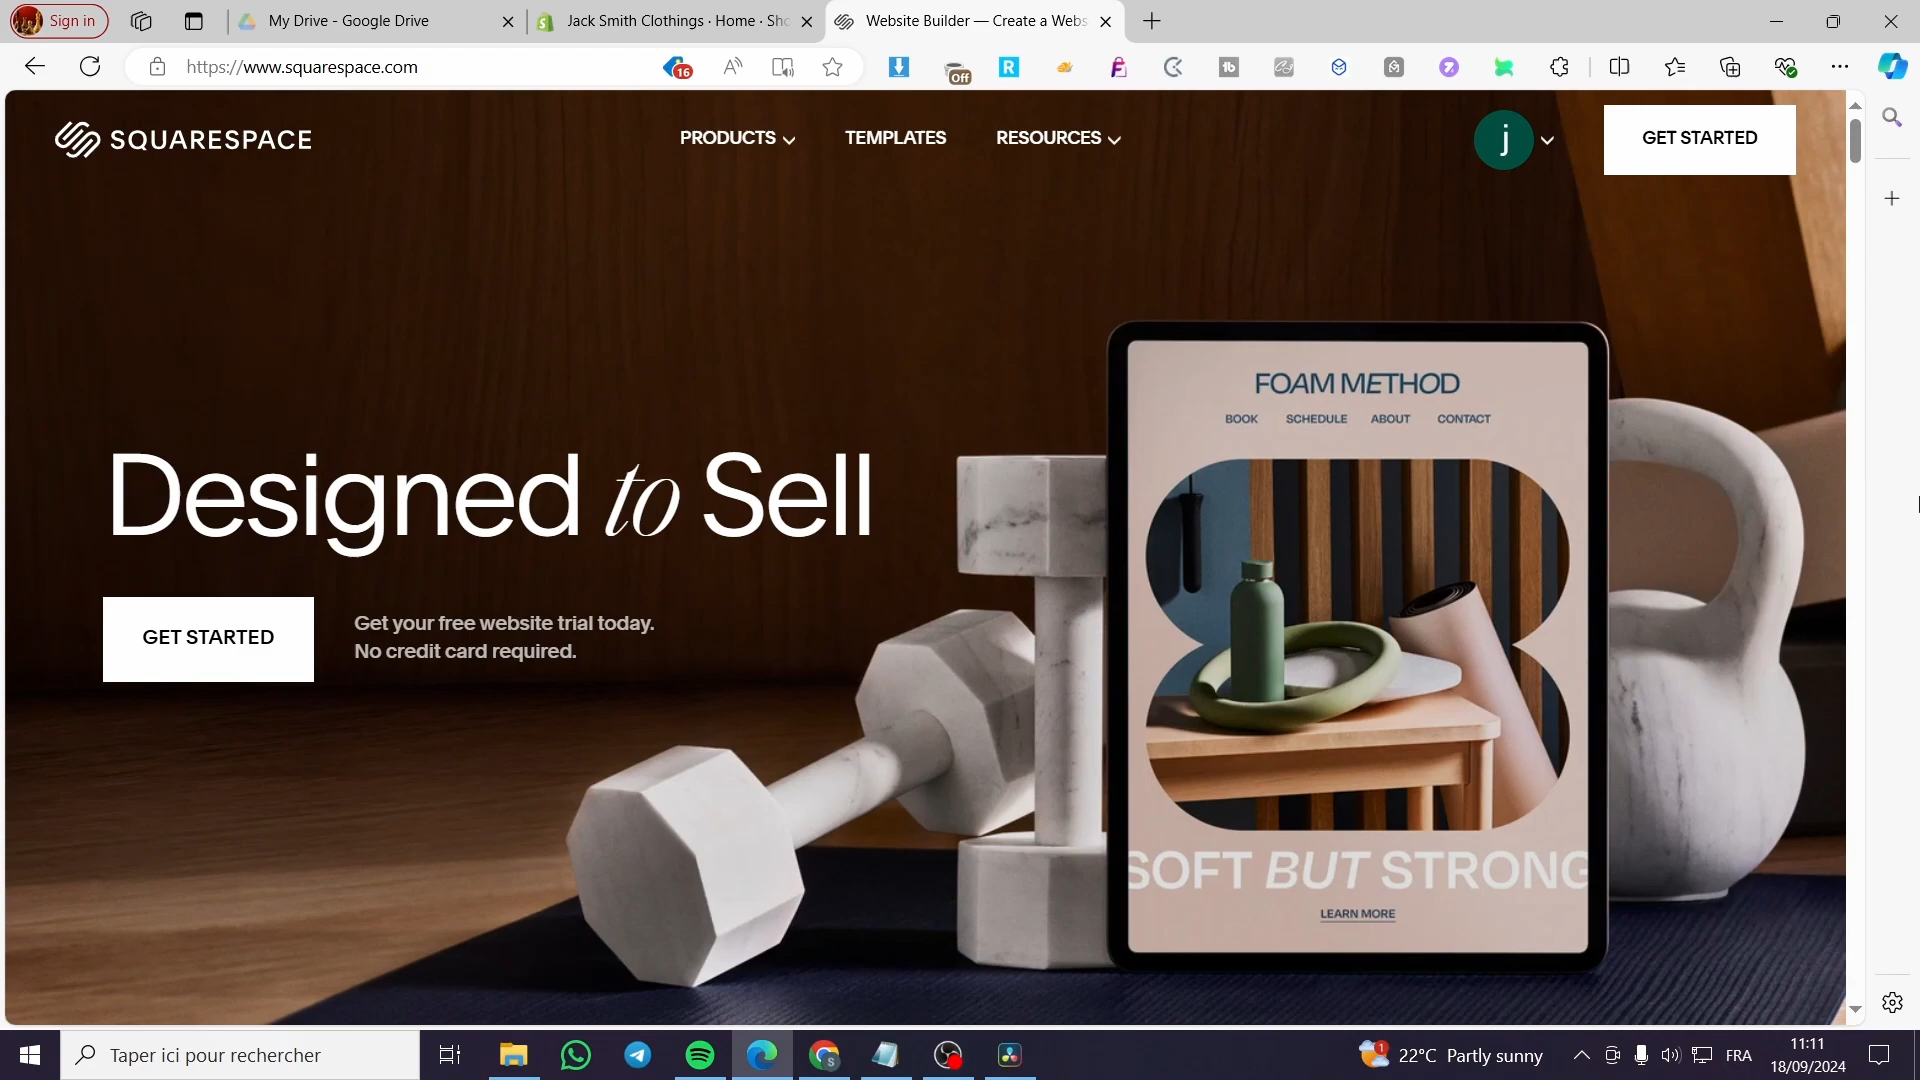 Sign in
My Drive - Google Drive
Jack Smith Clothings · Home · Sho
Website Builder — Create a Webs
https://www.squarespace.com
16
Off
SQUARESPACE
PRODUCTS
TEMPLATES
RESOURCES
j
GET STARTED
FOAM METHOD
BOOK
SCHEDULE
ABOUT
CONTACT
Designed to Sell
GET STARTED
Get your free website trial today.
No credit card required.
SOFT BUT STRONG
LEARN MORE
Taper ici pour rechercher
1
22°C Partly sunny
FRA
11:11
18/09/2024